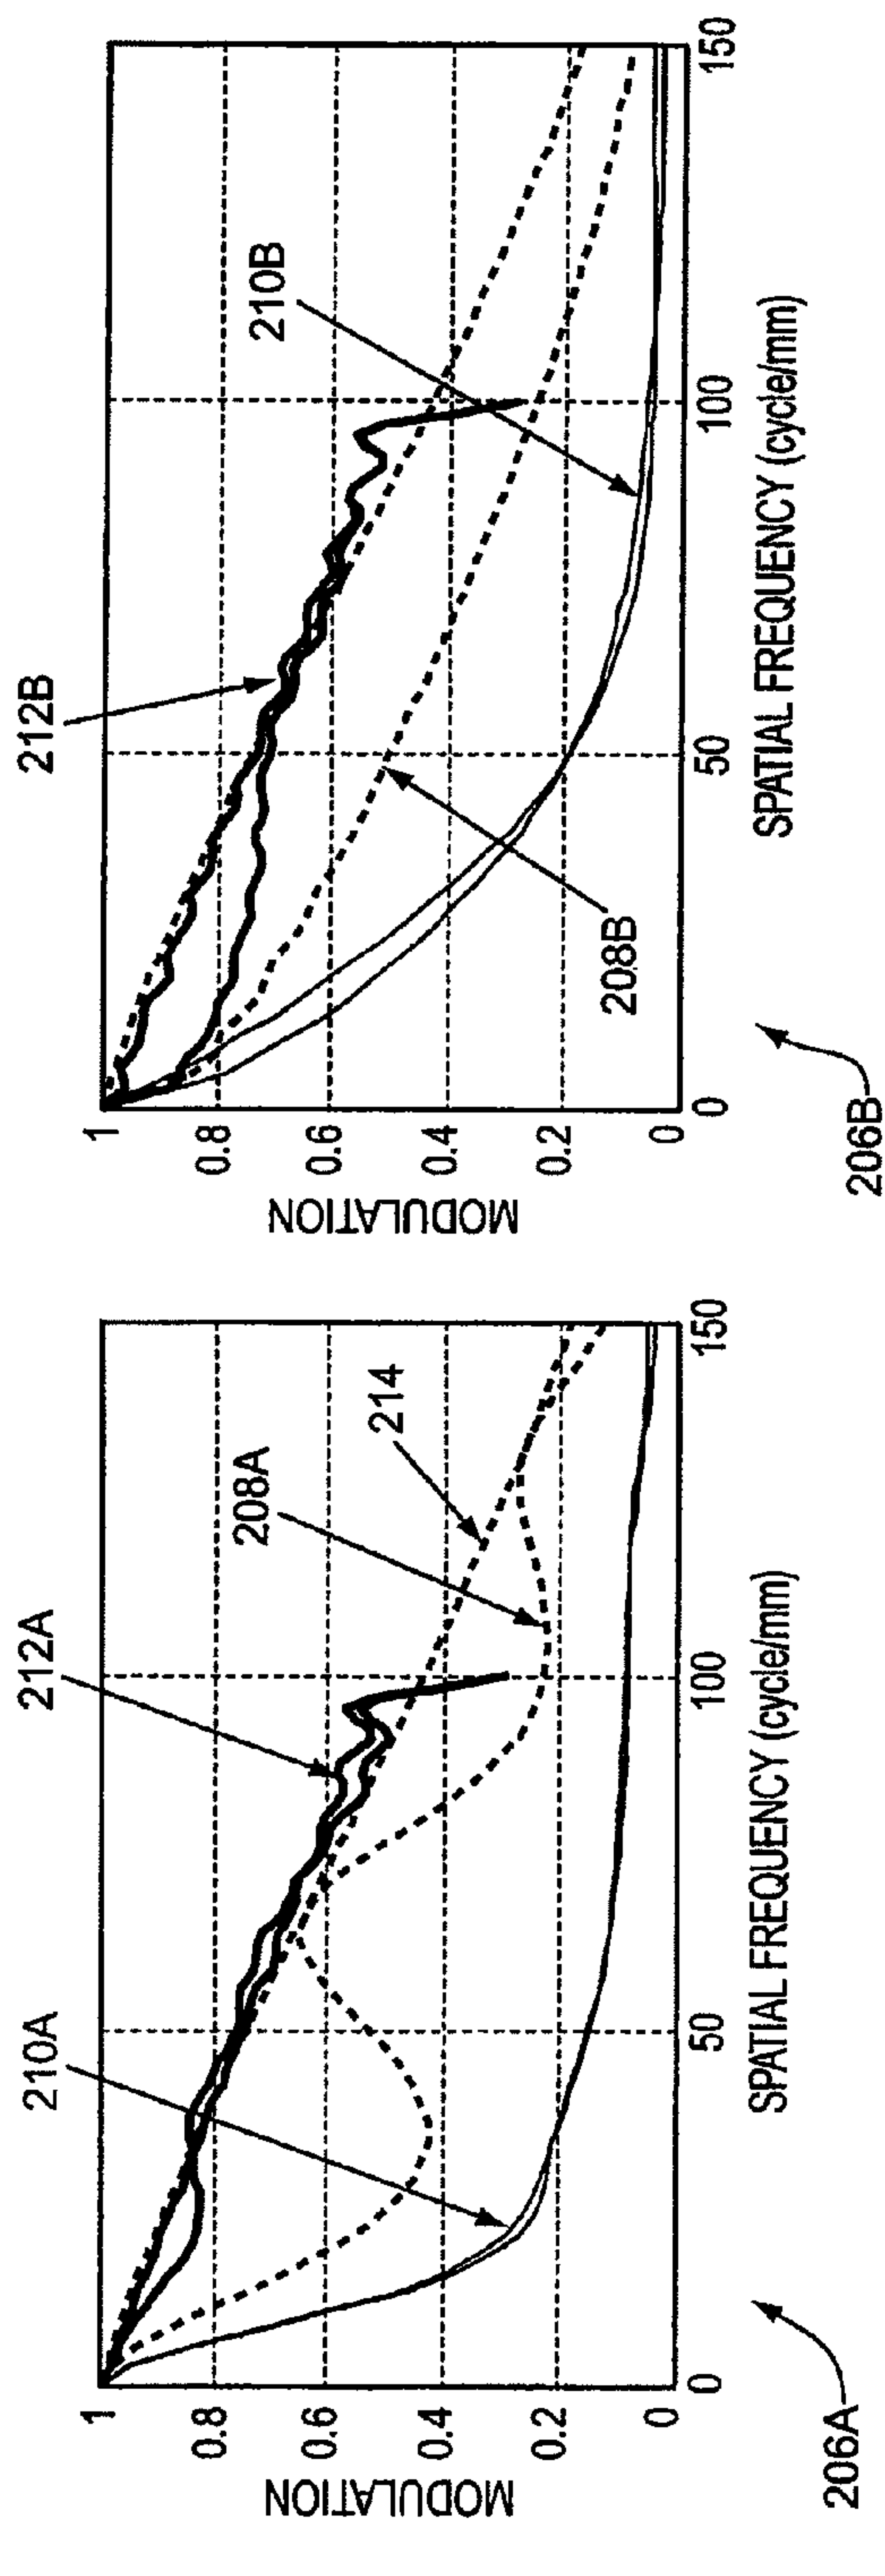 210A
212A
208A
214
MODULATION
1
0.8
0.6
0.4
0.2
0
0
50
100
150
SPATIAL FREQUENCY (cycle/mm)
206A
212B
210B
208B
MODULATION
1
0.8
0.6
0.4
0.2
0
0
50
100
150
SPATIAL FREQUENCY (cycle/mm)
206B